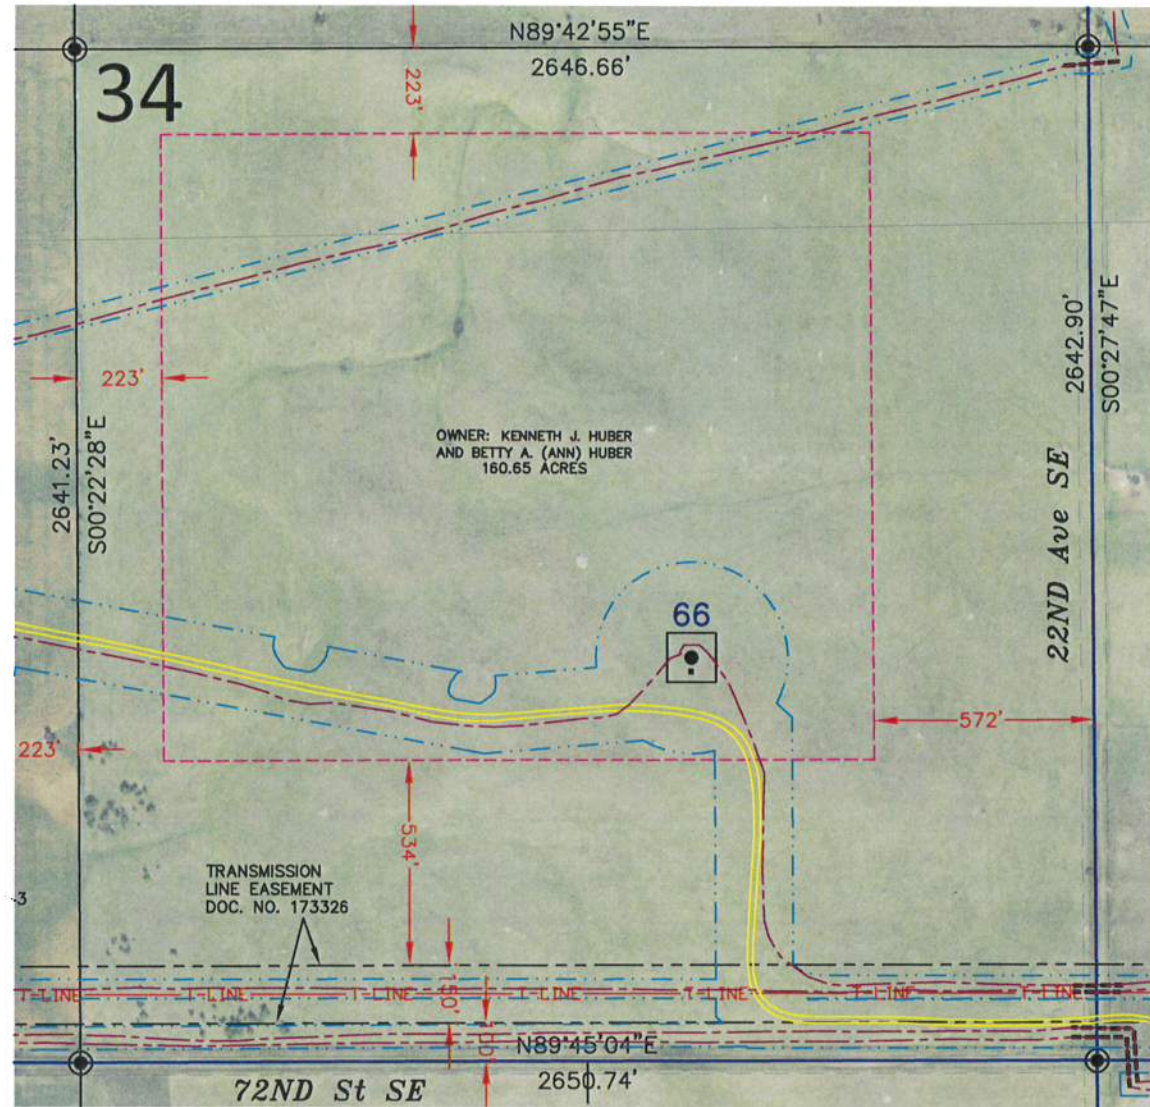 N89°42'55"E
2646.66'
34
223'
223'
2641.23'
S00°22'28"E
OWNER: KENNETH J. HUBER
AND BETTY A. (ANN) HUBER
160.65 ACRES
2642.90'
S00°27'47"E
22ND Ave SE
66
572'
223'
534'
TRANSMISSION
LINE EASEMENT
DOC. NO. 173326
-3
150'
T-LINE T-LINE T-LINE T-LINE T-LINE T-LINE T-LINE
100'
N89°45'04"E
2650.74'
72ND St SE